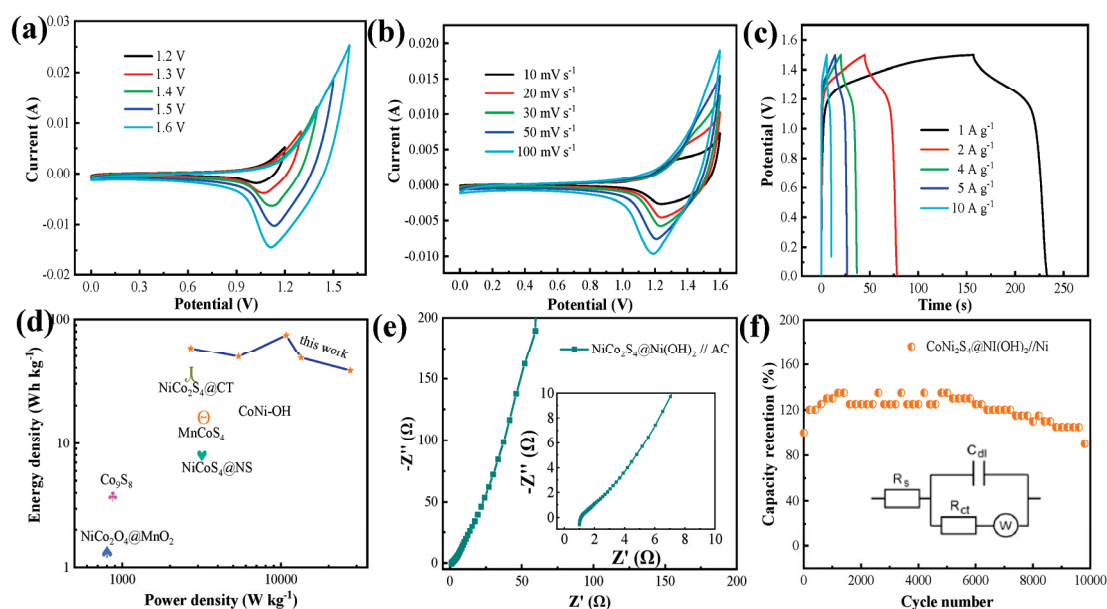 (a)
0.03
0.02
0.01
0.00
-0.01
-0.02
Current (A)
1.2 V
1.3 V
1.4 V
1.5 V
1.6 V
0.0 0.3 0.6 0.9 1.2 1.5
Potential (V)
(b)
0.020
0.015
0.010
0.005
0.000
-0.005
-0.010
Current (A)
10 mV s⁻¹
20 mV s⁻¹
30 mV s⁻¹
50 mV s⁻¹
100 mV s⁻¹
0.0 0.2 0.4 0.6 0.8 1.0 1.2 1.4 1.6
Potential (V)
(c)
1.8
1.6
1.4
1.2
1.0
0.8
0.6
0.4
0.2
0.0
Potential (V)
1 A g⁻¹
2 A g⁻¹
4 A g⁻¹
5 A g⁻¹
10 A g⁻¹
0 50 100 150 200 250
Time (s)
(d)
100
10
1
Energy density (Wh kg⁻¹)
this work
NiCo₂S₄@CT
CoNi-OH
Θ
MnCoS₄
NiCoS₄@NS
Co₉S₈
NiCo₂O₄@MnO₂
1000 10000
Power density (W kg⁻¹)
(e)
200
150
100
50
0
-Z'' (Ω)
NiCo₂S₄@Ni(OH)₂ // AC
10
8
6
4
2
0
-Z'' (Ω)
0 2 4 6 8 10
Z' (Ω)
0 50 100 150 200
Z' (Ω)
(f)
200
160
120
80
40
0
Capacity retention (%)
CoNi₂S₄@NI(OH)₂//Ni
Cdl
Rs
Rct
W
0 2000 4000 6000 8000 10000
Cycle number